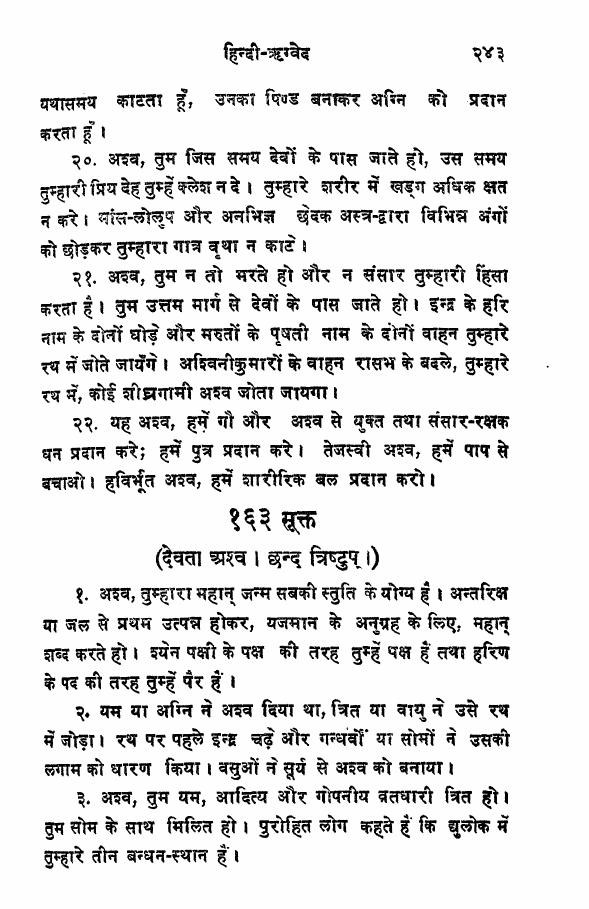 हिन्दी-ऋग्वेद २४३
यथासमय काटता हूँ, उनका पिण्ड बनाकर अग्नि को प्रदान
करता हूँ।
२०. अश्व, तुम जिस समय देवों के पास जाते हो, उस समय
तुम्हारी प्रिय देह तुम्हें क्लेश न दे। तुम्हारे शरीर में खड्ग अधिक क्षत
न करे। मांस-लोलुप और अनभिज्ञ छेदक अस्त्र-द्वारा विभिन्न अंगों
को छोड़कर तुम्हारा गात्र वृथा न काटे।
२१. अश्व, तुम न तो मरते हो और न संसार तुम्हारी हिंसा
करता है। तुम उत्तम मार्ग से देवों के पास जाते हो। इन्द्र के हरि
नाम के दोनों घोड़े और मरुतों के पृषती नाम के दोनों वाहन तुम्हारे
रथ में जोते जायेंगे। अश्विनीकुमारों के वाहन रासभ के बदले, तुम्हारे
रथ में, कोई शीघ्रगामी अश्व जोता जायगा।
२२. यह अश्व, हमें गौ और अश्व से युक्त तथा संसार-रक्षक
धन प्रदान करे; हमें पुत्र प्रदान करे। तेजस्वी अश्व, हमें पाप से
बचाओ। हविर्भूत अश्व, हमें शारीरिक बल प्रदान करो।
१६३ सूक्त
(देवता अश्व। छन्द त्रिष्टुप्।)
१. अश्व, तुम्हारा महान् जन्म सबकी स्तुति के योग्य है। अन्तरिक्ष
या जल से प्रथम उत्पन्न होकर, यजमान के अनुग्रह के लिए, महान्
शब्द करते हो। श्येन पक्षी के पक्ष की तरह तुम्हें पक्ष हैं तथा हरिण
के पद की तरह तुम्हें पैर हैं।
२. यम या अग्नि ने अश्व दिया था, त्रित या वायु ने उसे रथ
में जोड़ा। रथ पर पहले इन्द्र चढ़े और गन्धर्वों या सोमों ने उसकी
लगाम को धारण किया। वसुओं ने सूर्य से अश्व को बनाया।
३. अश्व, तुम यम, आदित्य और गोपनीय व्रतधारी त्रित हो।
तुम सोम के साथ मिलित हो। पुरोहित लोग कहते हैं कि द्युलोक में
तुम्हारे तीन बन्धन-स्थान हैं।